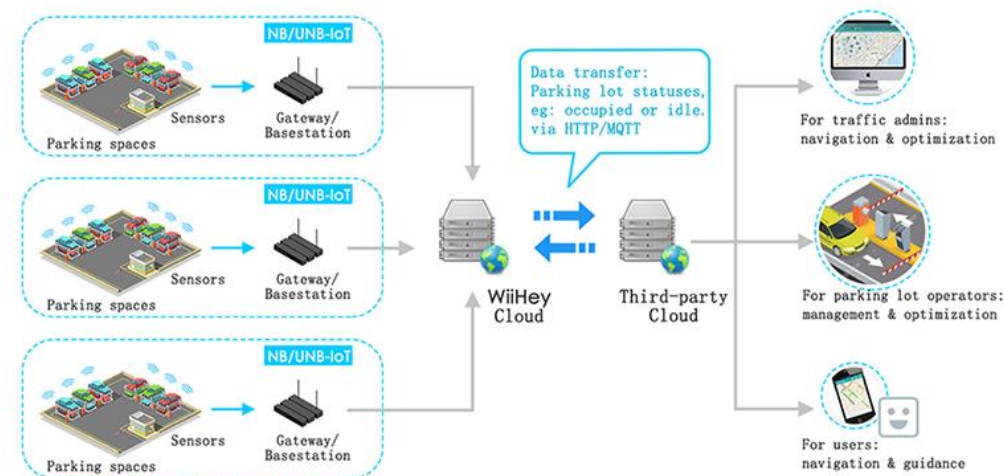 NB/UNB-IoT
Sensors
Parking spaces
Gateway/
Basestation
NB/UNB-IoT
Sensors
Parking spaces
Gateway/
Basestation
NB/UNB-IoT
Sensors
Parking spaces
Gateway/
Basestation
Data transfer:
Parking lot statuses,
eg: occupied or idle,
via HTTP/MQTT
WiiHey
Cloud
Third-party
Cloud
For traffic admins:
navigation & optimization
For parking lot operators:
management & optimization
For users:
navigation & guidance